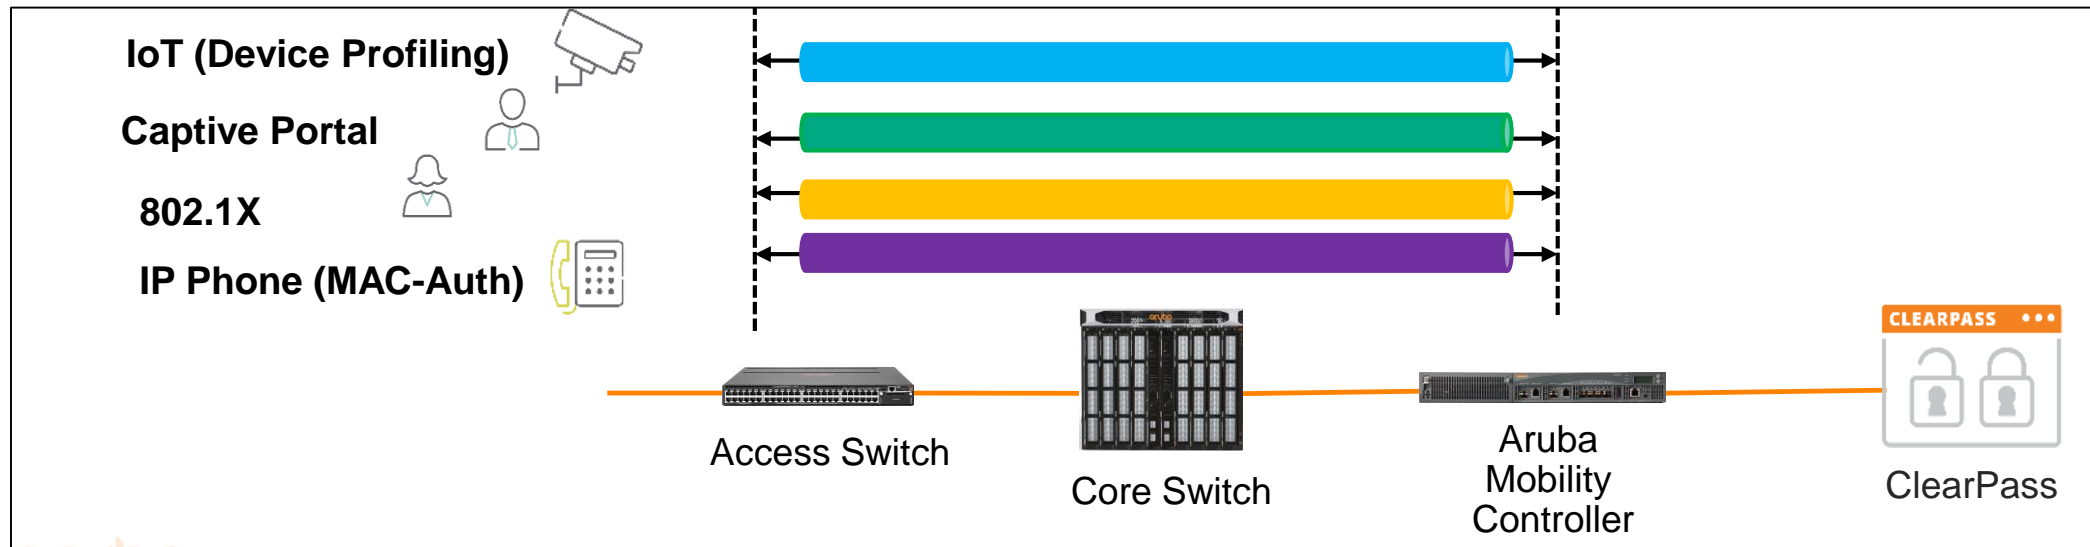 IoT (Device Profiling)
Captive Portal
802.1X
IP Phone (MAC-Auth)
aruba
CLEARPASS
Access Switch
Core Switch
Aruba
Mobility
Controller
ClearPass